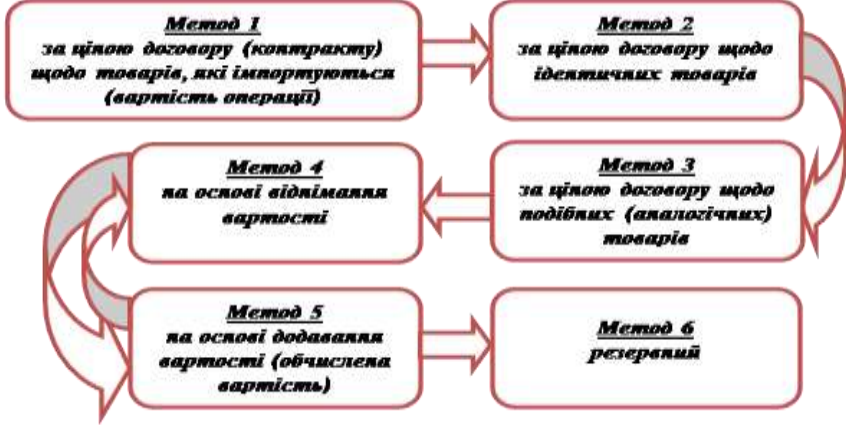 Метод 1
за ціною договору (контракту)
щодо товарів, які імпортуються
(вартість операції)
Метод 2
за ціною договору щодо
ідентичних товарів
Метод 3
за ціною договору щодо
подібних (аналогічних)
товарів
Метод 4
на основі віднімання
вартості
Метод 5
на основі додавання
вартості (обчислена
вартість)
Метод 6
резервний